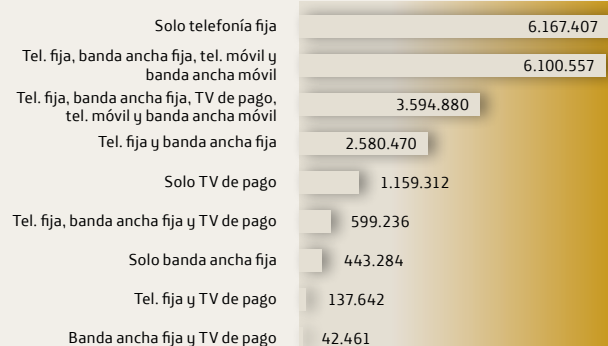 Solo telefonía fija 6.167.407
Tel. fija, banda ancha fija, tel. móvil y
banda ancha móvil 6.100.557
Tel. fija, banda ancha fija, TV de pago,
tel. móvil y banda ancha móvil 3.594.880
Tel. fija y banda ancha fija 2.580.470
Solo TV de pago 1.159.312
Tel. fija, banda ancha fija y TV de pago 599.236
Solo banda ancha fija 443.284
Tel. fija y TV de pago 137.642
Banda ancha fija y TV de pago 42.461